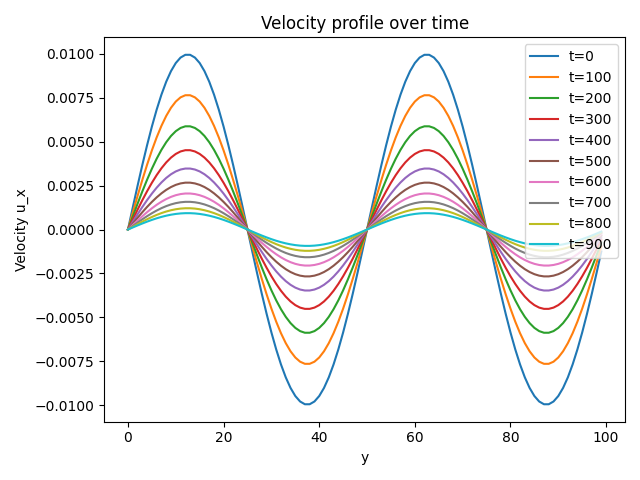 Velocity profile over time
0.0100
0.0075
0.0050
0.0025
0.0000
−0.0025
−0.0050
−0.0075
−0.0100
Velocity u_x
t=0
t=100
t=200
t=300
t=400
t=500
t=600
t=700
t=800
t=900
0 20 40 60 80 100
y